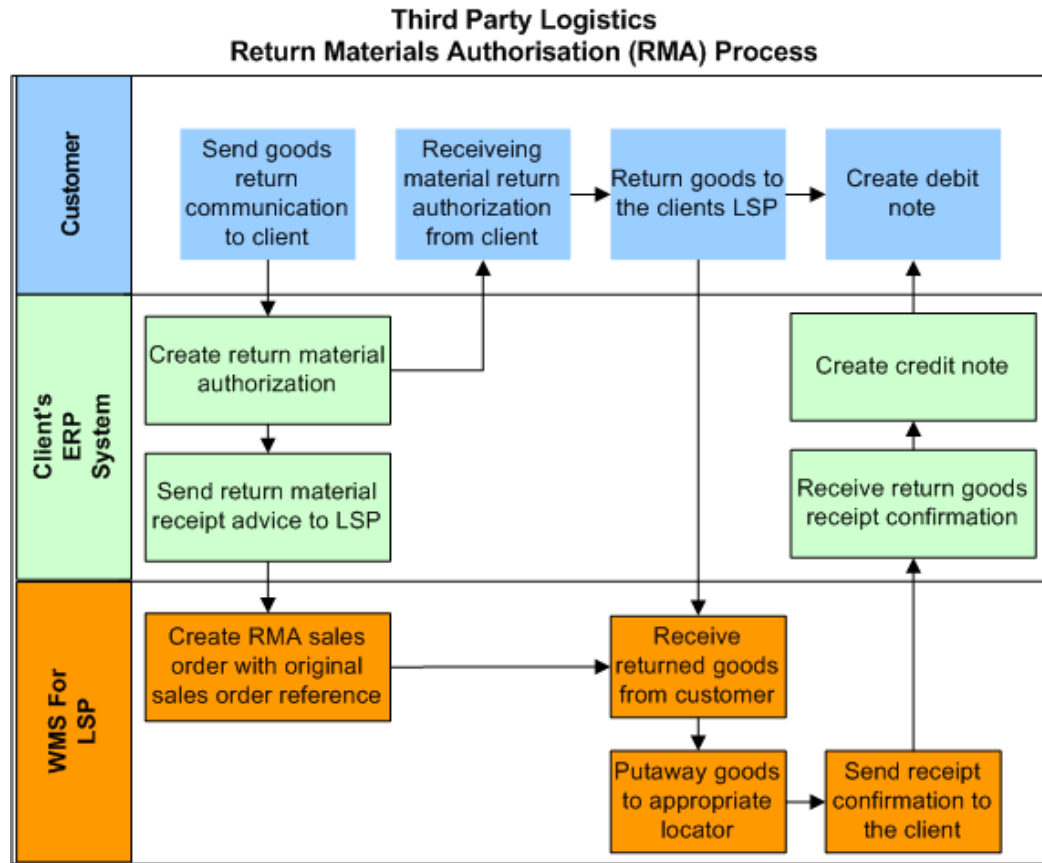 Third Party Logistics
Return Materials Authorisation (RMA) Process
Customer
Send goods
return
communication
to client
Receiveing
material return
authorization
from client
Return goods to
the clients LSP
Create debit
note
Client's
ERP
System
Create return material
authorization
Create credit note
Send return material
receipt advice to LSP
Receive return goods
receipt confirmation
WMS For
LSP
Create RMA sales
order with original
sales order reference
Receive
returned goods
from customer
Putaway goods
to appropriate
locator
Send receipt
confirmation to
the client